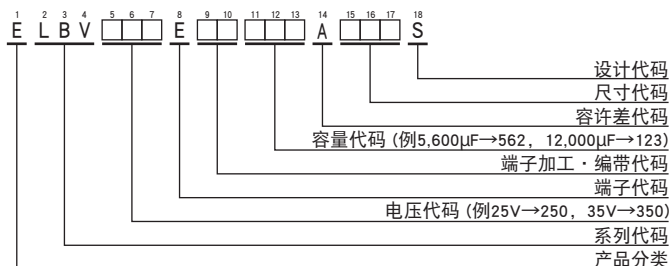 1 2 3 4 5 6 7 8 9 10 11 12 13 14 15 16 17 18
E L B V □□□ E □□ □□□ A □□□ S
设计代码
尺寸代码
容许差代码
容量代码 (例5,600μF→562，12,000μF→123)
端子加工・编带代码
端子代码
电压代码 (例25V→250，35V→350)
系列代码
产品分类